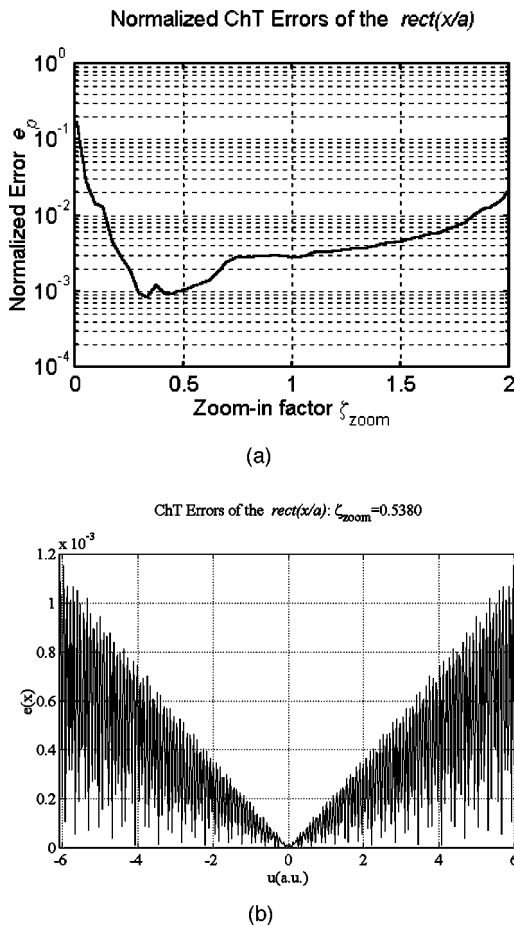 Normalized ChT Errors of the rect(x/a)
Normalized Error e_p
10^0
10^-1
10^-2
10^-3
10^-4
0 0.5 1 1.5 2
Zoom-in factor ζ_zoom
(a)
ChT Errors of the rect(x/a): ζ_zoom=0.5380
x 10^-3
e(x)
1.2
1
0.8
0.6
0.4
0.2
0
-6 -4 -2 0 2 4 6
u(a.u.)
(b)